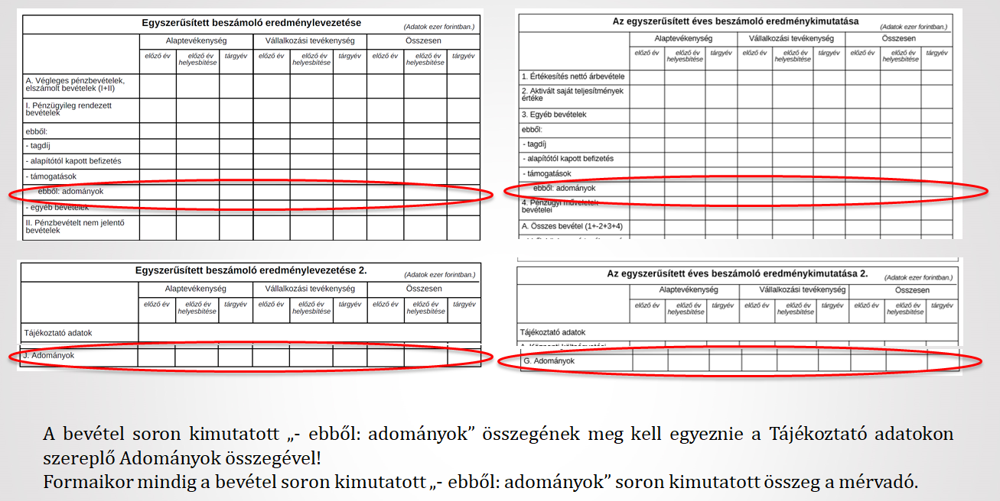 Egyszerűsített beszámoló eredménylevezetése
(Adatok ezer forintban.)
Alaptevékenység Vállalkozási tevékenység Összesen
előző év előző év helyesbítése tárgyév előző év előző év helyesbítése tárgyév előző év előző év helyesbítése tárgyév
A. Végleges pénzbevételek,
elszámolt bevételek (I+II)
I. Pénzügyileg rendezett
bevételek
ebből:
- tagdíj
- alapítótól kapott befizetés
- támogatások
ebből: adományok
- egyéb bevételek
II. Pénzbevételt nem jelentő
bevételek
Az egyszerűsített éves beszámoló eredménykimutatása
(Adatok ezer forintban.)
Alaptevékenység Vállalkozási tevékenység Összesen
előző év előző év helyesbítése tárgyév előző év előző év helyesbítése tárgyév előző év előző év helyesbítése tárgyév
1. Értékesítés nettó árbevétele
2. Aktivált saját teljesítmények
értéke
3. Egyéb bevételek
ebből:
- tagdíj
- alapítótól kapott befizetés
- támogatások
ebből: adományok
4. Pénzügyi műveletek
bevételei
A. Összes bevétel (1+-2+3+4)
Egyszerűsített beszámoló eredménylevezetése 2.
(Adatok ezer forintban.)
Alaptevékenység Vállalkozási tevékenység Összesen
előző év előző év helyesbítése tárgyév előző év előző év helyesbítése tárgyév előző év előző év helyesbítése tárgyév
Tájékoztató adatok
J. Adományok
Az egyszerűsített éves beszámoló eredménykimutatása 2.
(Adatok ezer forintban.)
Alaptevékenység Vállalkozási tevékenység Összesen
előző év előző év helyesbítése tárgyév előző év előző év helyesbítése tárgyév előző év előző év helyesbítése tárgyév
Tájékoztató adatok
G. Adományok
A bevétel soron kimutatott „- ebből: adományok” összegének meg kell egyeznie a Tájékoztató adatokon
szereplő Adományok összegével!
Formaikor mindig a bevétel soron kimutatott „- ebből: adományok” soron kimutatott összeg a mérvadó.